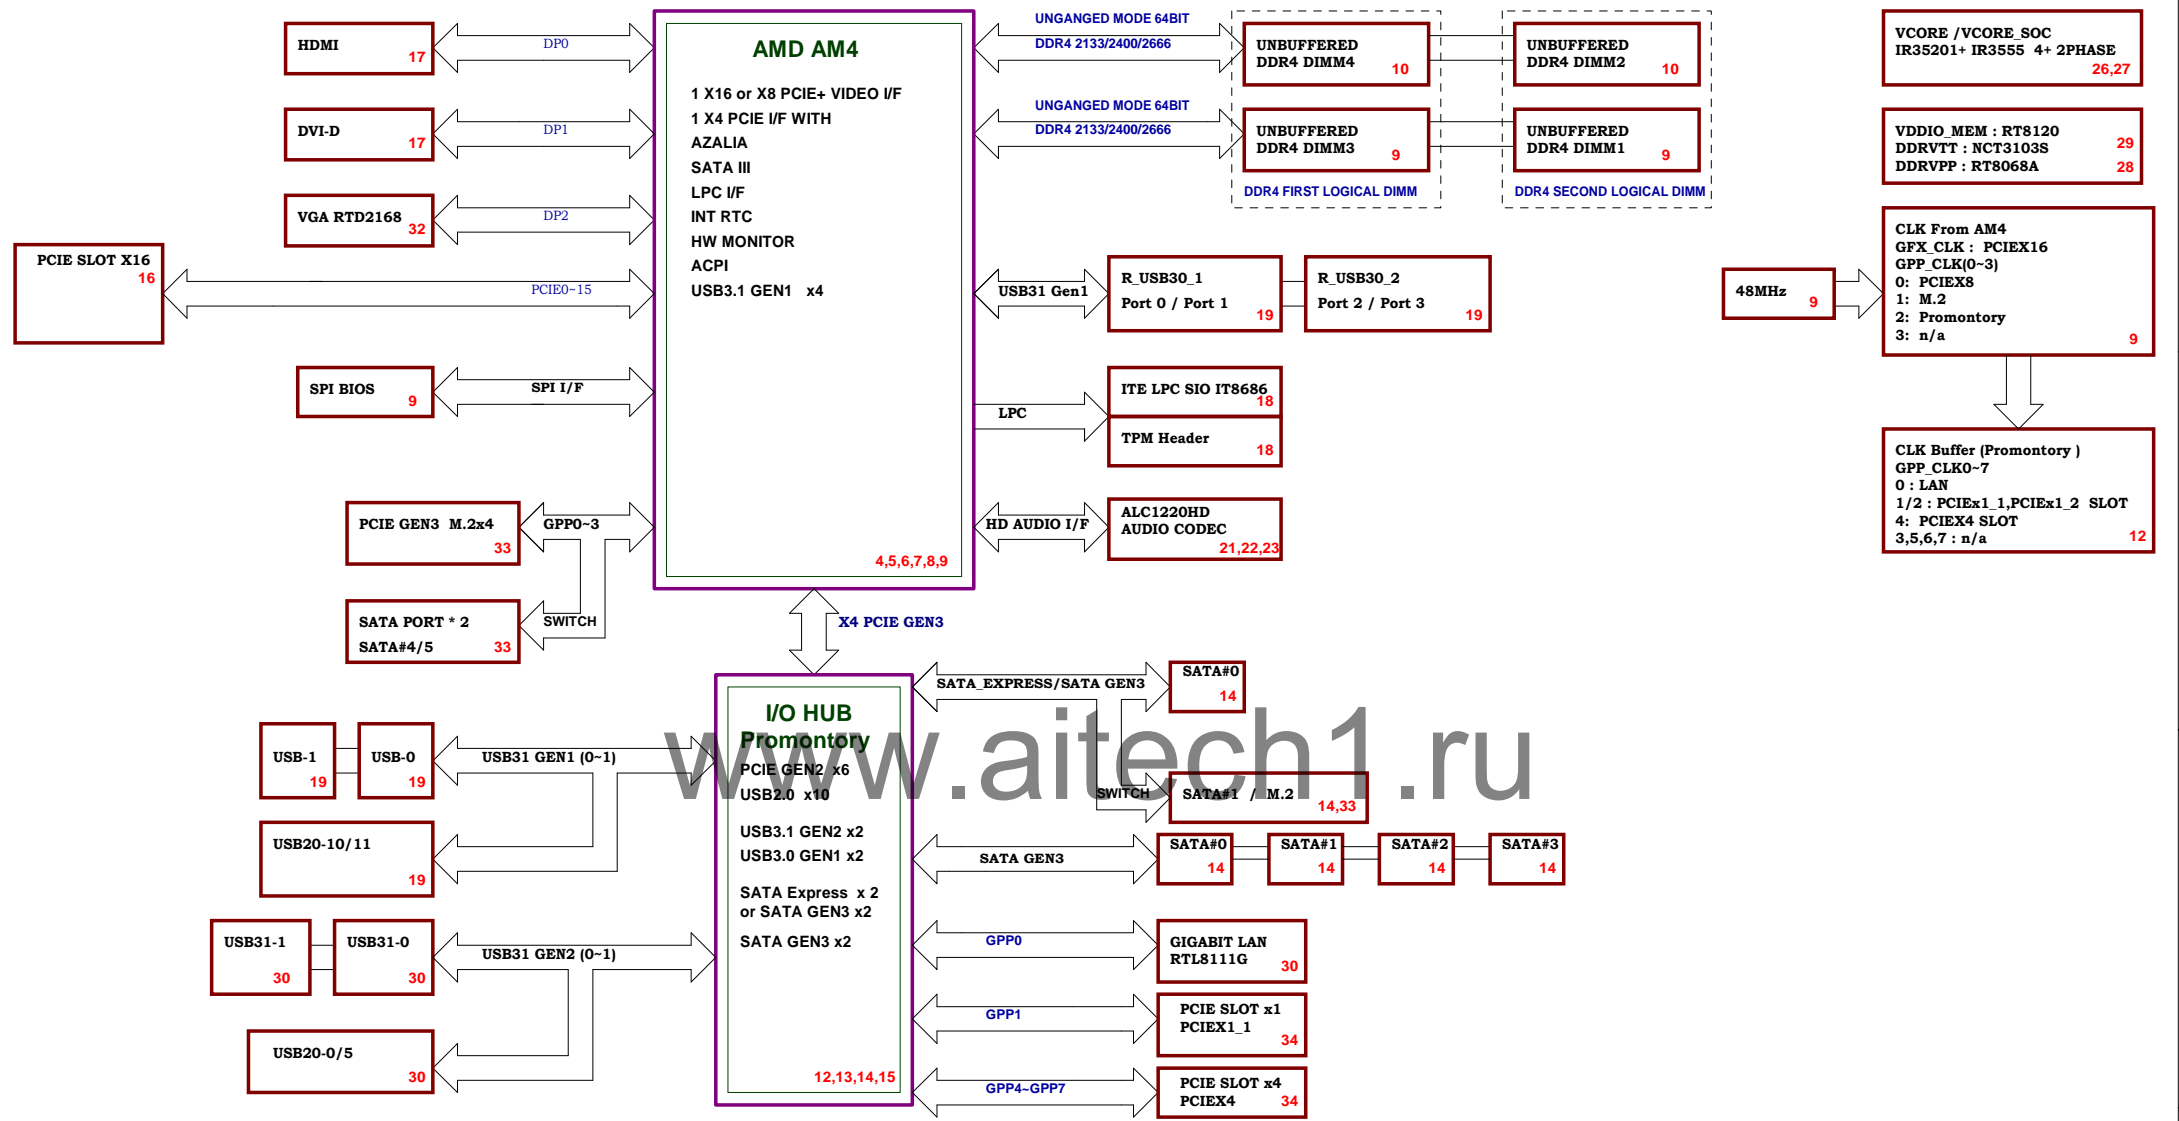 HDMI
17
DP0
DVI-D
17
DP1
VGA RTD2168
32
DP2
PCIE SLOT X16
16
PCIE0~15
SPI BIOS
9
SPI I/F
PCIE GEN3 M.2x4
33
GPP0~3
SATA PORT * 2
SATA#4/5
33
SWITCH
AMD AM4
1 X16 or X8 PCIE+ VIDEO I/F
1 X4 PCIE I/F WITH
AZALIA
SATA III
LPC I/F
INT RTC
HW MONITOR
ACPI
USB3.1 GEN1 x4
4,5,6,7,8,9
UNGANGED MODE 64BIT
DDR4 2133/2400/2666
UNBUFFERED
DDR4 DIMM4
10
UNBUFFERED
DDR4 DIMM2
10
UNGANGED MODE 64BIT
DDR4 2133/2400/2666
UNBUFFERED
DDR4 DIMM3
9
UNBUFFERED
DDR4 DIMM1
9
DDR4 FIRST LOGICAL DIMM
DDR4 SECOND LOGICAL DIMM
USB31 Gen1
R_USB30_1
Port 0 / Port 1
19
R_USB30_2
Port 2 / Port 3
19
LPC
ITE LPC SIO IT8686
18
TPM Header
18
HD AUDIO I/F
ALC1220HD
AUDIO CODEC
21,22,23
VCORE /VCORE_SOC
IR35201+ IR3555 4+ 2PHASE
26,27
VDDIO_MEM : RT8120
DDRVTT : NCT3103S
DDRVPP : RT8068A
29
28
48MHz
9
CLK From AM4
GFX_CLK : PCIEX16
GPP_CLK(0~3)
0: PCIEX8
1: M.2
2: Promontory
3: n/a
9
CLK Buffer (Promontory )
GPP_CLK0~7
0 : LAN
1/2 : PCIEx1_1,PCIEx1_2 SLOT
4: PCIEX4 SLOT
3,5,6,7 : n/a
12
X4 PCIE GEN3
I/O HUB
Promontory
PCIE GEN2 x6
USB2.0 x10
USB3.1 GEN2 x2
USB3.0 GEN1 x2
SATA Express x 2
or SATA GEN3 x2
SATA GEN3 x2
12,13,14,15
USB-1
19
USB-0
19
USB31 GEN1 (0~1)
USB20-10/11
19
USB31-1
30
USB31-0
30
USB31 GEN2 (0~1)
USB20-0/5
30
SATA_EXPRESS/SATA GEN3
SATA#0
14
SWITCH
SATA#1 / M.2
14,33
SATA GEN3
SATA#0
14
SATA#1
14
SATA#2
14
SATA#3
14
GPP0
GIGABIT LAN
RTL8111G
30
GPP1
PCIE SLOT x1
PCIEX1_1
34
GPP4~GPP7
PCIE SLOT x4
PCIEX4
34
www.aitech1.ru